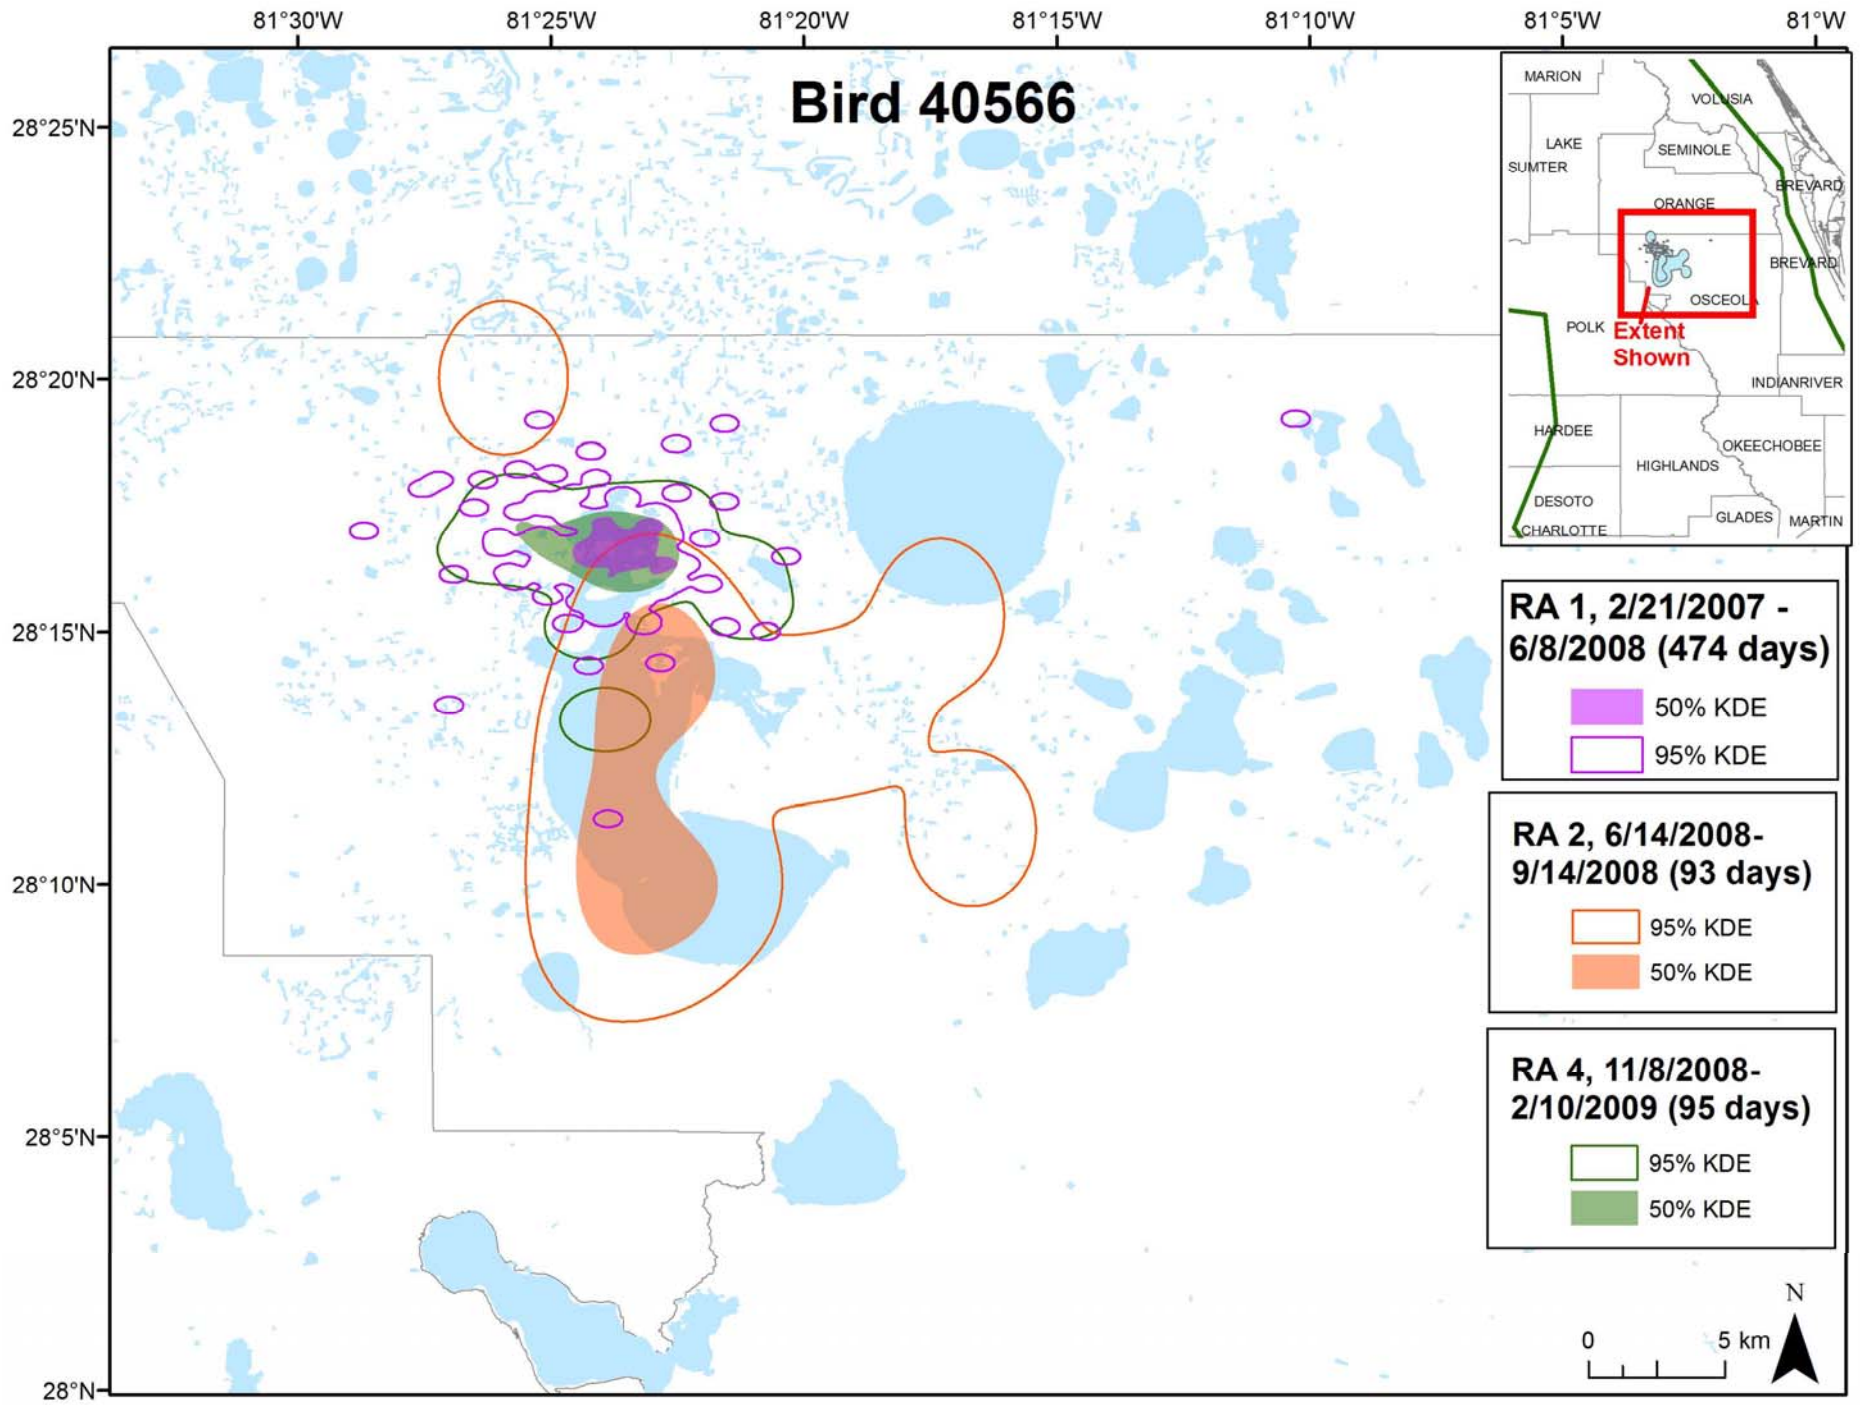 81°30'W 81°25'W 81°20'W 81°15'W 81°10'W 81°5'W 81°W
Bird 40566
28°25'N
28°20'N
28°15'N
28°10'N
28°5'N
28°N
MARION
VOLUSIA
LAKE
SEMINOLE
SUMTER
BREVARD
ORANGE
BREVARD
OSCEOLA
POLK
Extent
Shown
INDIANRIVER
HARDEE
OKEECHOBEE
HIGHLANDS
DESOTO
GLADES
MARTIN
CHARLOTTE
RA 1, 2/21/2007 -
6/8/2008 (474 days)
50% KDE
95% KDE
RA 2, 6/14/2008-
9/14/2008 (93 days)
95% KDE
50% KDE
RA 4, 11/8/2008-
2/10/2009 (95 days)
95% KDE
50% KDE
N
0 5 km